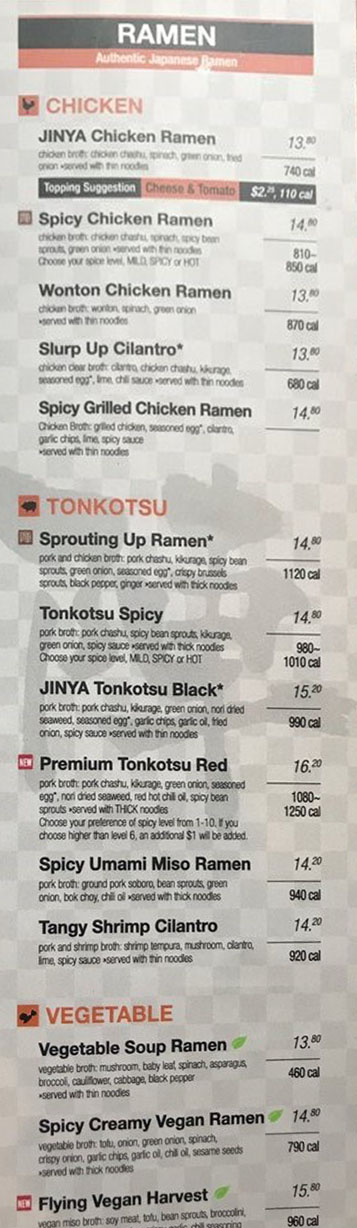 RAMEN
Authentic Japanese Ramen
CHICKEN
JINYA Chicken Ramen 13.80
chicken broth: chicken chashu, spinach, green onion, fried
onion •served with thin noodles 740 cal
Topping Suggestion Cheese & Tomato $2.25, 110 cal
Spicy Chicken Ramen 14.80
chicken broth: chicken chashu, spinach, spicy bean
sprouts, green onion •served with thin noodles 810~
Choose your spice level, MILD, SPICY or HOT 850 cal
Wonton Chicken Ramen 13.80
chicken broth: wonton, spinach, green onion
•served with thin noodles 870 cal
Slurp Up Cilantro* 13.80
chicken clear broth: cilantro, chicken chashu, kikurage,
seasoned egg*, lime, chili sauce •served with thin noodles 680 cal
Spicy Grilled Chicken Ramen 14.80
Chicken Broth: grilled chicken, seasoned egg*, cilantro,
garlic chips, lime, spicy sauce
•served with thin noodles
TONKOTSU
Sprouting Up Ramen* 14.80
pork and chicken broth: pork chashu, kikurage, spicy bean
sprouts, green onion, seasoned egg*, crispy brussels 1120 cal
sprouts, black pepper, ginger •served with thick noodles
Tonkotsu Spicy 14.80
pork broth: pork chashu, spicy bean sprouts, kikurage,
green onion, spicy sauce •served with thin noodles 980~
Choose your spice level, MILD, SPICY or HOT 1010 cal
JINYA Tonkotsu Black* 15.20
pork broth: pork chashu, kikurage, green onion, nori dried
seaweed, seasoned egg*, garlic chips, garlic oil, fried 990 cal
onion, spicy sauce •served with thin noodles
NEW Premium Tonkotsu Red 16.20
pork broth: pork chashu, kikurage, green onion, seasoned
egg*, nori dried seaweed, red hot chili oil, spicy bean 1080~
sprouts •served with THICK noodles 1250 cal
Choose your preference of spicy level from 1-10. If you
choose higher than level 6, an additional $1 will be added.
Spicy Umami Miso Ramen 14.20
pork broth: ground pork soboro, bean sprouts, green
onion, bok choy, chili oil •served with thick noodles 940 cal
Tangy Shrimp Cilantro 14.20
pork and shrimp broth: shrimp tempura, mushroom, cilantro,
lime, spicy sauce •served with thin noodles 920 cal
VEGETABLE
Vegetable Soup Ramen 13.80
vegetable broth: mushroom, baby leaf, spinach, asparagus,
broccoli, cauliflower, cabbage, black pepper 460 cal
•served with thin noodles
Spicy Creamy Vegan Ramen 14.80
vegetable broth: tofu, onion, green onion, spinach,
crispy onion, garlic chips, garlic oil, chili oil, sesame seeds 790 cal
•served with thick noodles
NEW Flying Vegan Harvest 15.80
vegan miso broth: soy meat, tofu, bean sprouts, broccolini,
960 cal